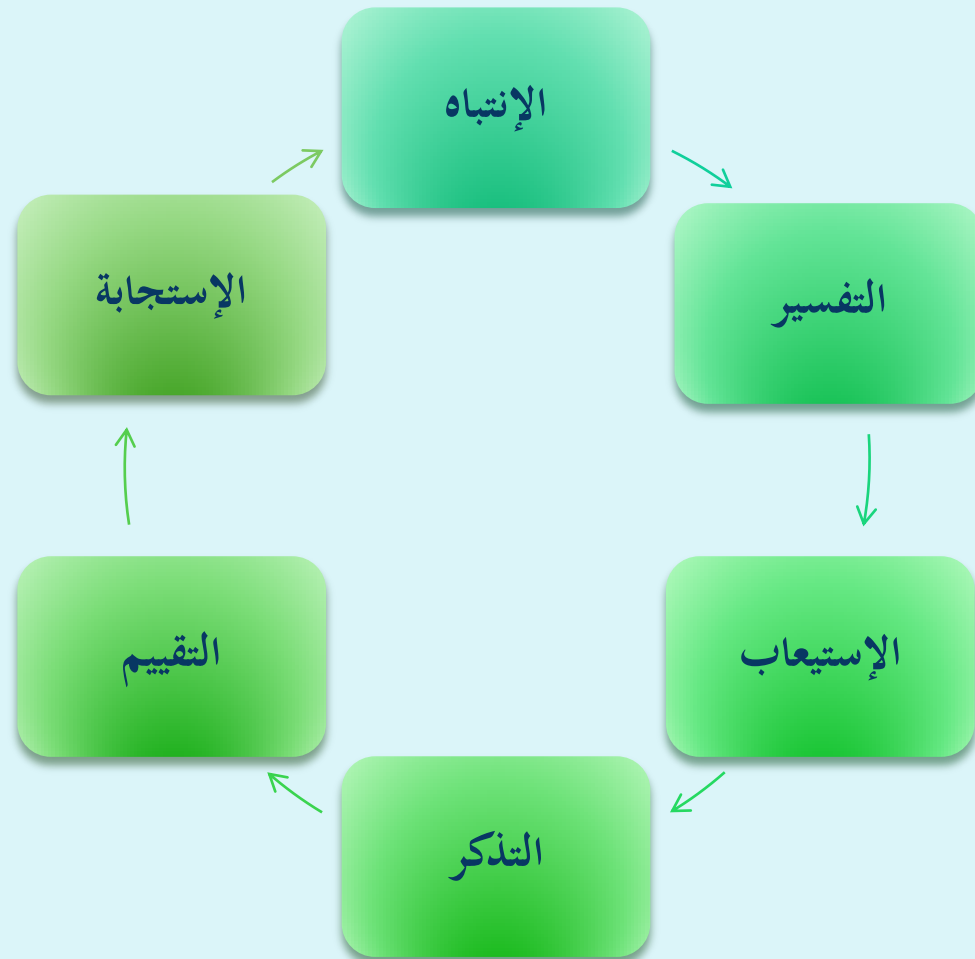 الإنتباه
التفسير
الإستيعاب
التذكر
التقييم
الإستجابة